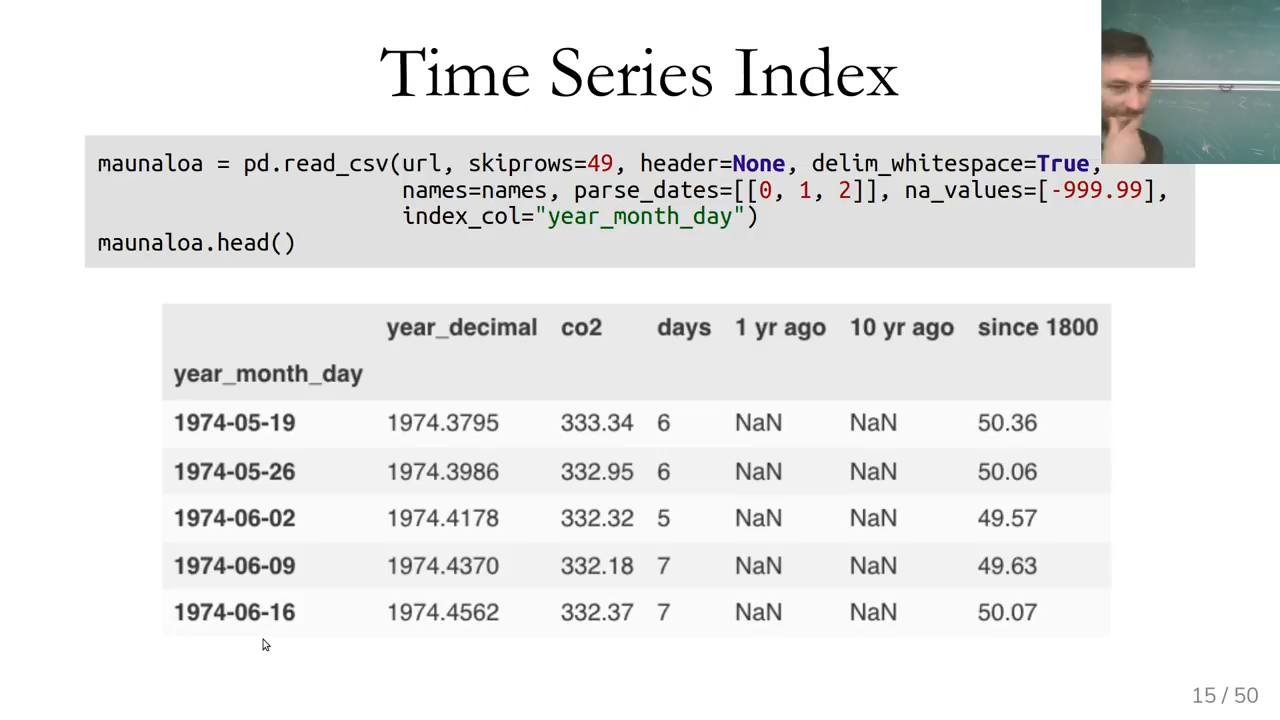 Time Series Index
maunaloa = pd.read_csv(url, skiprows=49, header=None, delim_whitespace=True,
names=names, parse_dates=[[0, 1, 2]], na_values=[-999.99],
index_col="year_month_day")
maunaloa.head()
year_decimal co2 days 1 yr ago 10 yr ago since 1800
year_month_day
1974-05-19 1974.3795 333.34 6 NaN NaN 50.36
1974-05-26 1974.3986 332.95 6 NaN NaN 50.06
1974-06-02 1974.4178 332.32 5 NaN NaN 49.57
1974-06-09 1974.4370 332.18 7 NaN NaN 49.63
1974-06-16 1974.4562 332.37 7 NaN NaN 50.07
15 / 50